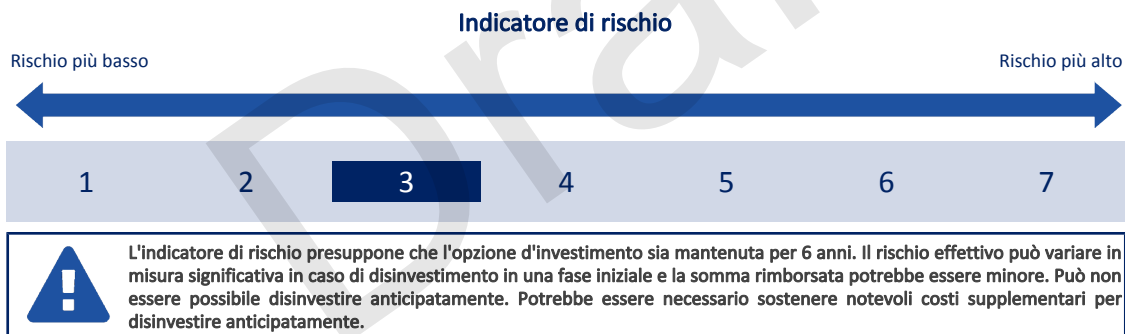 Indicatore di rischio
Rischio più basso
Rischio più alto
1 2 3 4 5 6 7
L'indicatore di rischio presuppone che l'opzione d'investimento sia mantenuta per 6 anni. Il rischio effettivo può variare in
misura significativa in caso di disinvestimento in una fase iniziale e la somma rimborsata potrebbe essere minore. Può non
essere possibile disinvestire anticipatamente. Potrebbe essere necessario sostenere notevoli costi supplementari per
disinvestire anticipatamente.